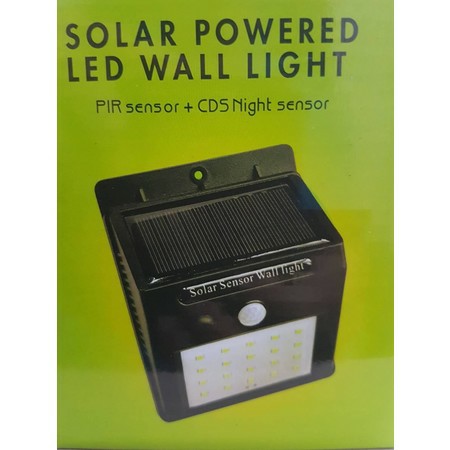 SOLAR POWERED
LED WALL LIGHT
PIR sensor + CDS Night sensor
Solar Sensor Wall light